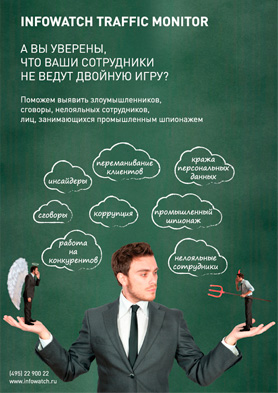 INFOWATCH TRAFFIC MONITOR
А ВЫ УВЕРЕНЫ,
ЧТО ВАШИ СОТРУДНИКИ
НЕ ВЕДУТ ДВОЙНУЮ ИГРУ?
Поможем выявить злоумышленников,
сговоры, нелояльных сотрудников,
лиц, занимающихся промышленным шпионажем
переманивание
клиентов
кража
персональных
данных
инсайдеры
сговоры
коррупция
промышленный
шпионаж
работа
на
конкурентов
нелояльные
сотрудники
(495) 22 900 22
www.infowatch.ru